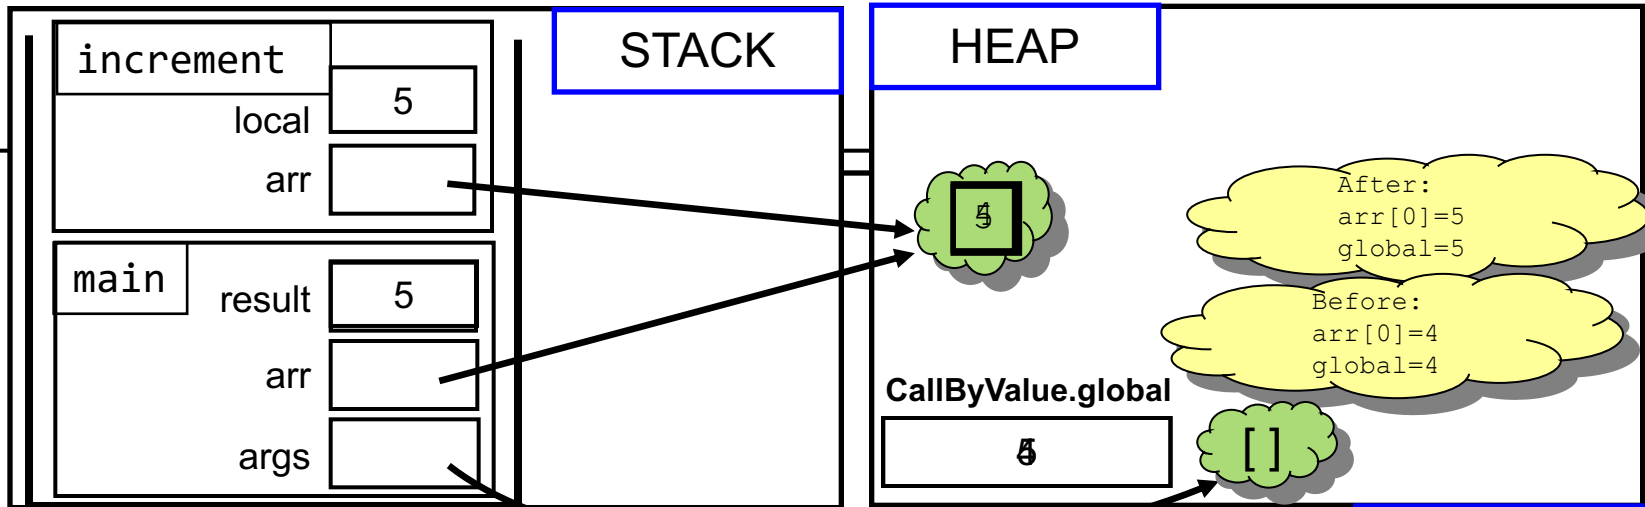 increment
STACK
local
5
arr
main
result
5
arr
args
HEAP
After:
arr[0]=5
global=5
Before:
arr[0]=4
global=4
CallByValue.global
[]